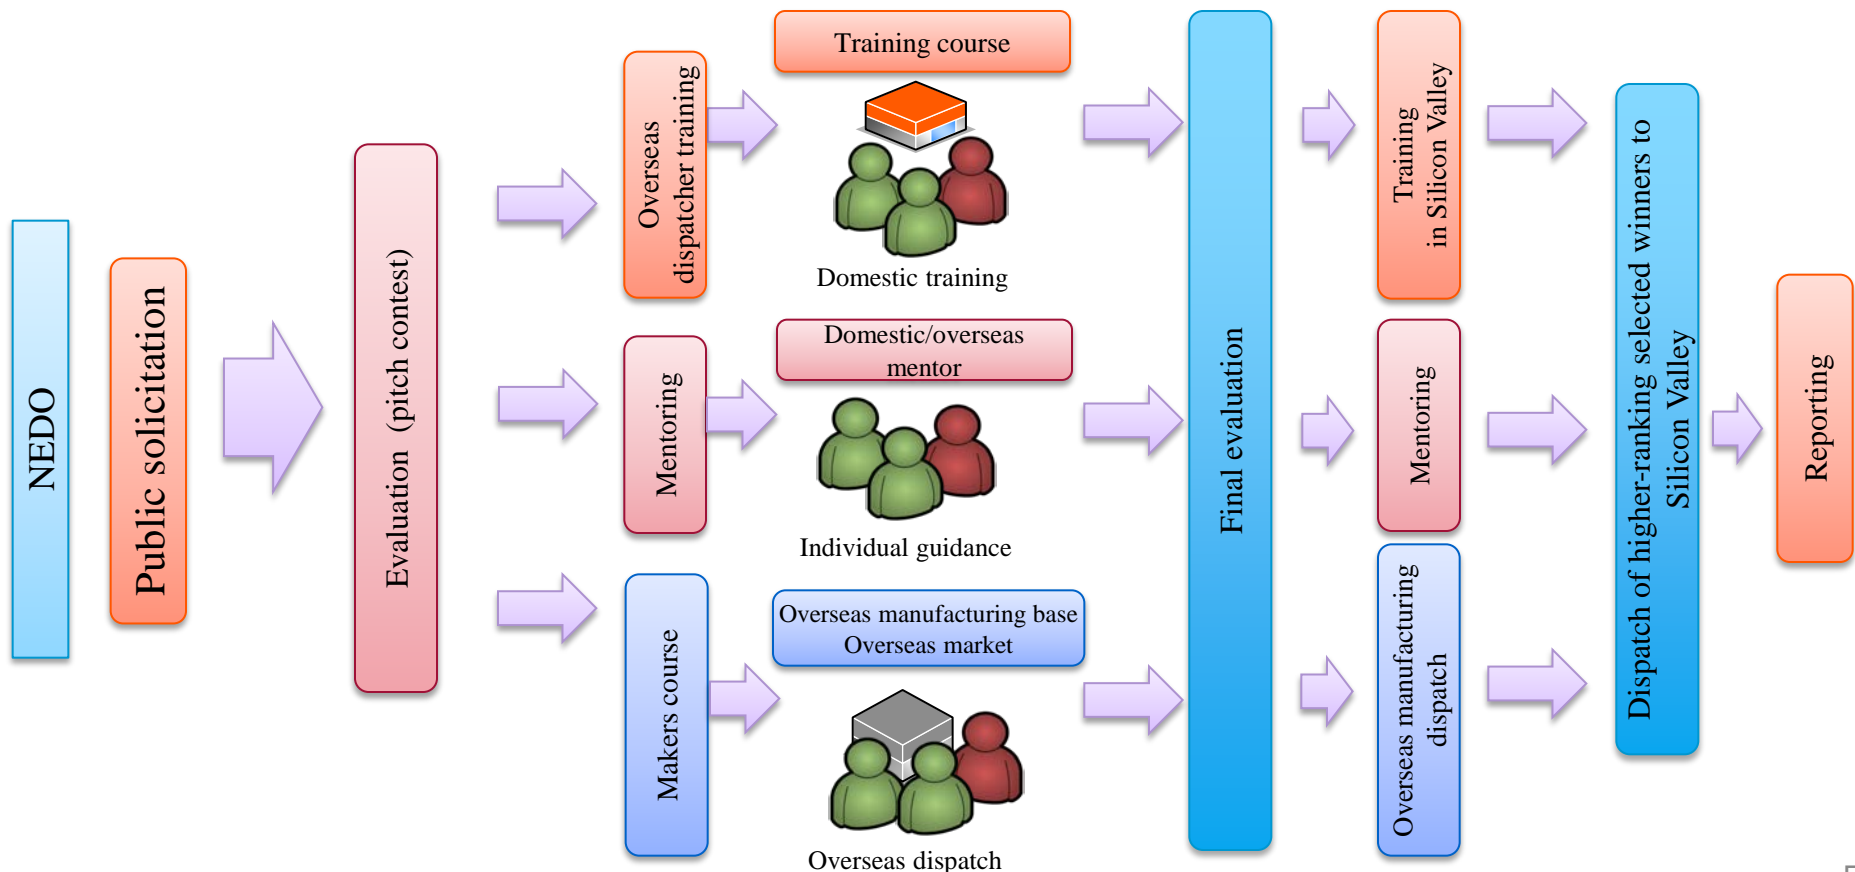 NEDO
Public solicitation
Evaluation (pitch contest)
Overseas
dispatcher training
Training course
Domestic training
Mentoring
Domestic/overseas
mentor
Individual guidance
Makers course
Overseas manufacturing base
Overseas market
Overseas dispatch
Final evaluation
Training
in Silicon Valley
Mentoring
Overseas manufacturing
dispatch
Dispatch of higher-ranking selected winners to
Silicon Valley
Reporting